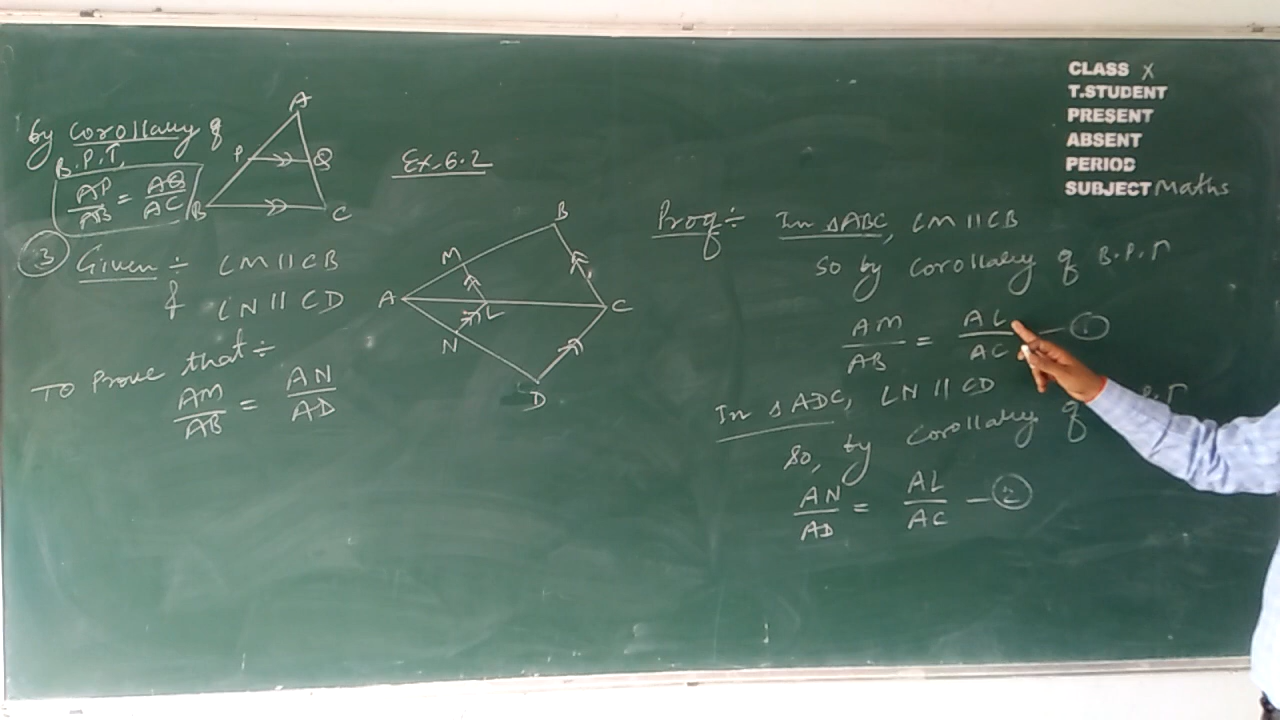 by Corollary of
B.P.T.
AP/AB = AQ/AC
A
P
Q
B
C
Ex. 6.2
3 Given ÷ LM || CB
& LN || CD
To Prove that ÷
AM/AB = AN/AD
B
M
A
L
C
N
D
Proof ÷ In △ABC, LM || CB
So by Corollary of B.P.T
AM/AB = AL/AC — 1
In △ADC, LN || CD
So, by Corollary of
AN/AD = AL/AC — 2
CLASS X
T.STUDENT
PRESENT
ABSENT
PERIOD
SUBJECT Maths